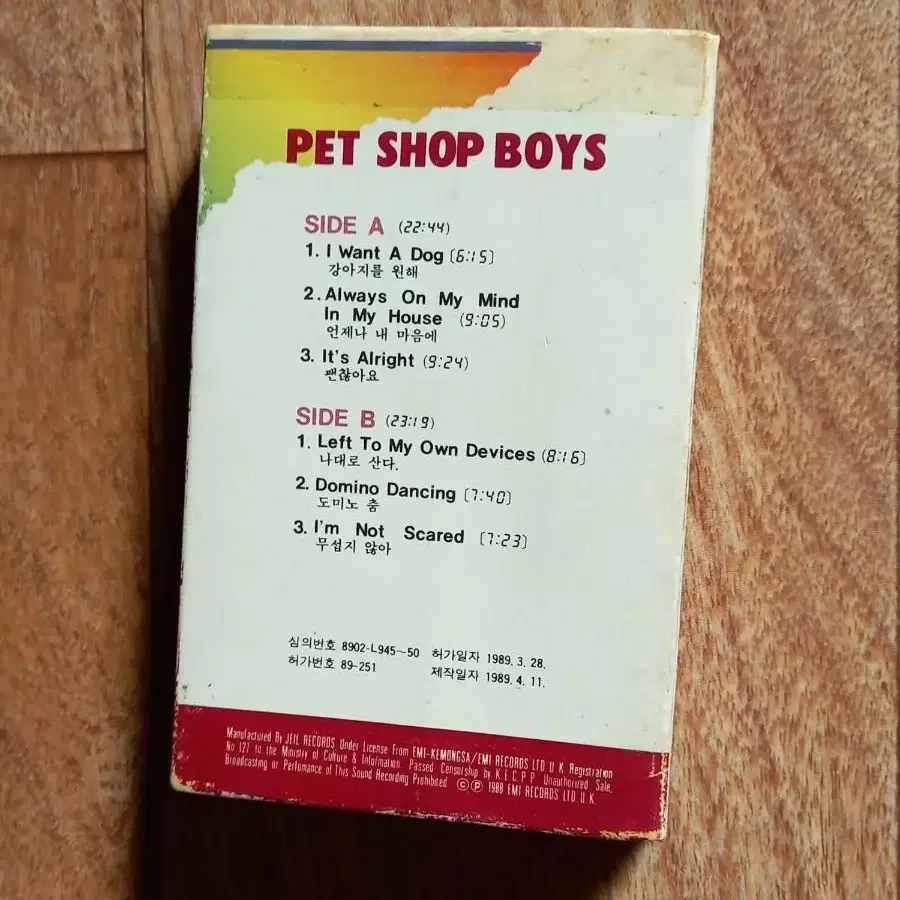 PET SHOP BOYS
SIDE A (22:44)
1. I Want A Dog (6:15)
강아지를 원해
2. Always On My Mind
In My House (9:05)
언제나 내 마음에
3. It's Alright (9:24)
괜찮아요
SIDE B (23:19)
1. Left To My Own Devices (8:16)
나대로 산다.
2. Domino Dancing (7:40)
도미노 춤
3. I'm Not Scared (7:23)
무섭지 않아
심의번호 8902-L945~50 허가일자 1989. 3. 28.
허가번호 89-251 제작일자 1989. 4. 11.
Manufactured By JEIL RECORDS Under License From EMI-KEMONGSA/EMI RECORDS LTD U.K. Registration
No 127 to the Ministry of Culture & Information. Passed Censorship by K.E.C.P.P Unauthorized Sale,
Broadcasting or Perfomance of This Sound Recording Prohibited ©℗ 1988 EMI RECORDS LTD. U.K.